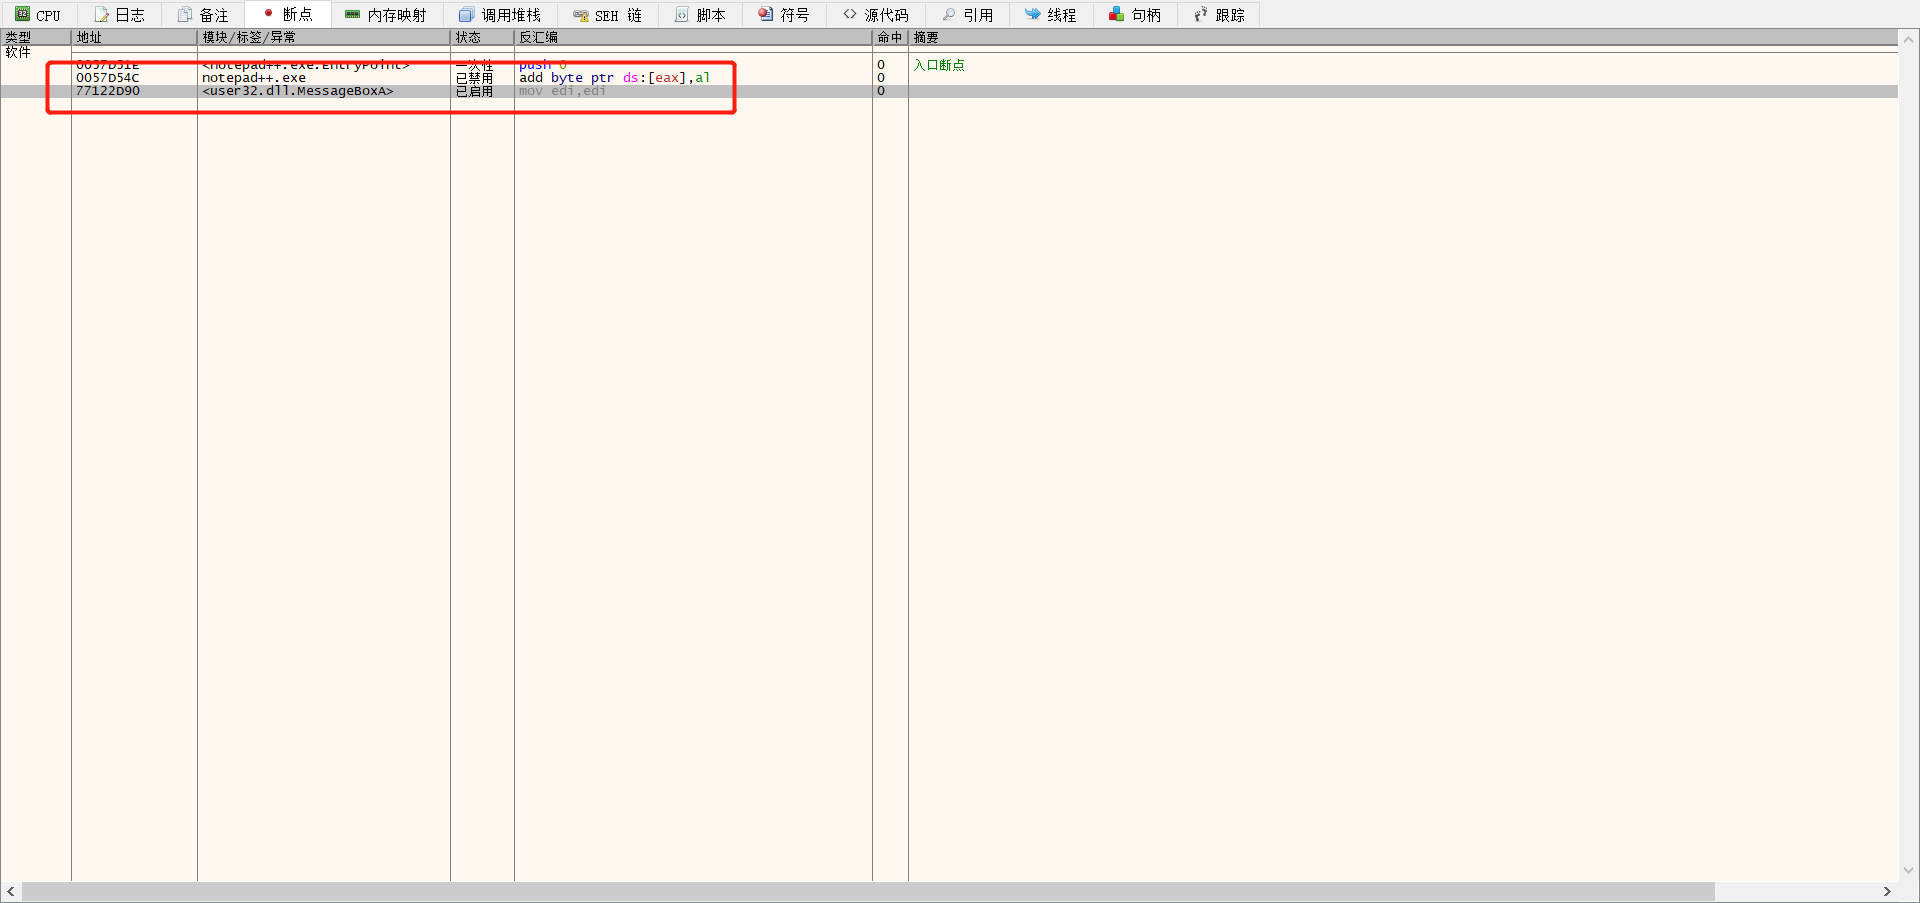 CPU 日志 备注 断点 内存映射 调用堆栈 SEH 链 脚本 符号 源代码 引用 线程 句柄 跟踪
类型 地址 模块/标签/异常 状态 反汇编 命中 摘要
软件
0057D51E <notepad++.exe.EntryPoint> 一次性 push 0 0 入口断点
0057D54C notepad++.exe 已禁用 add byte ptr ds:[eax],al 0
77122D90 <user32.dll.MessageBoxA> 已启用 mov edi,edi 0